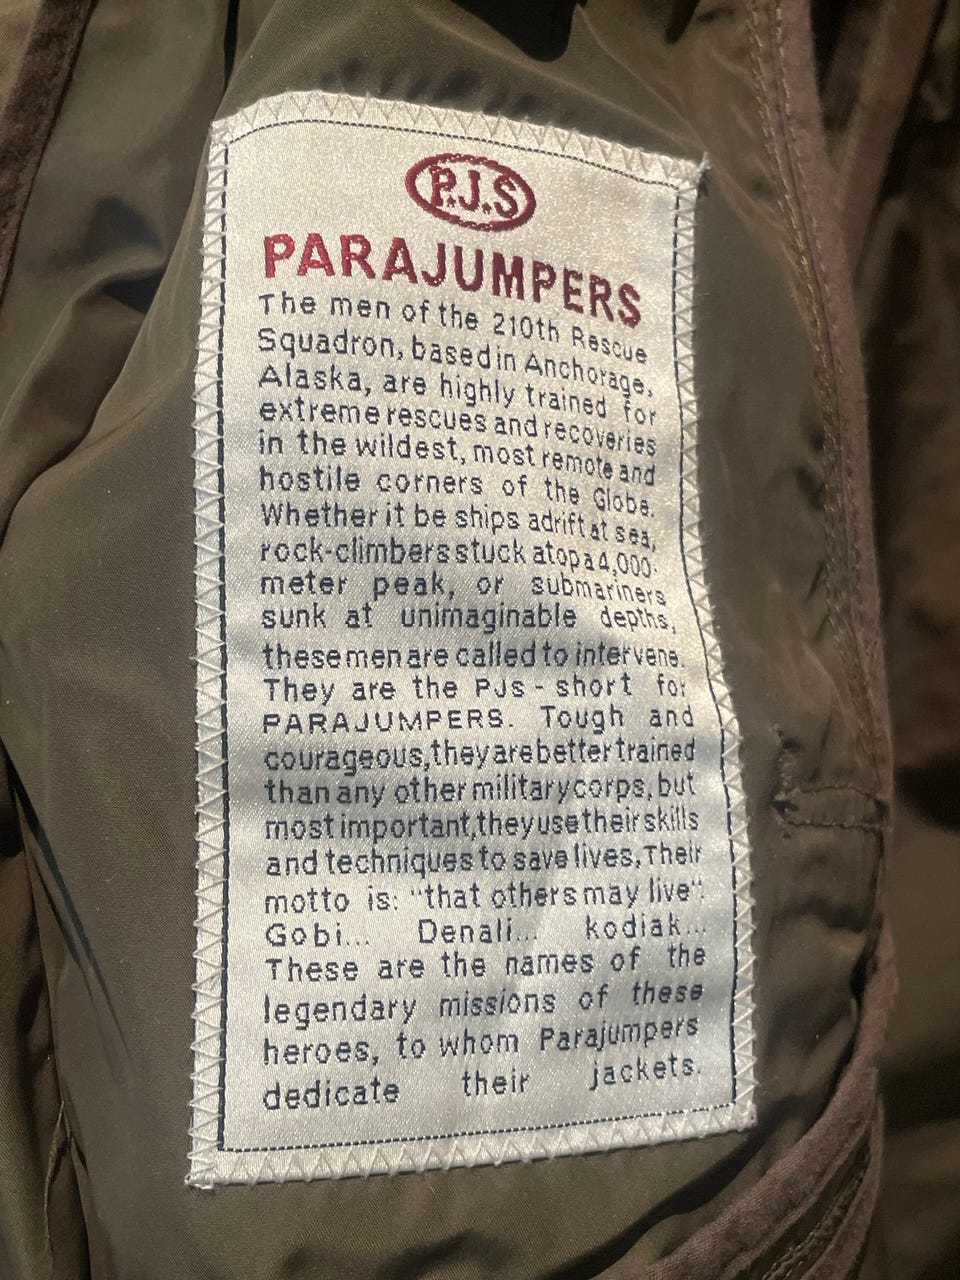 P.J.S
PARAJUMPERS
The men of the 210th Rescue
Squadron, based in Anchorage,
Alaska, are highly trained for
extreme rescues and recoveries
in the wildest, most remote and
hostile corners of the Globe.
Whether it be ships adrift at sea,
rock-climbers stuck atop a 4,000-
meter peak, or submariners
sunk at unimaginable depths,
these men are called to intervene.
They are the PJs - short for
PARAJUMPERS. Tough and
courageous, they are better trained
than any other military corps, but
most important, they use their skills
and techniques to save lives. Their
motto is: "that others may live".
Gobi... Denali... kodiak...
These are the names of the
legendary missions of these
heroes, to whom Parajumpers
dedicate their jackets.